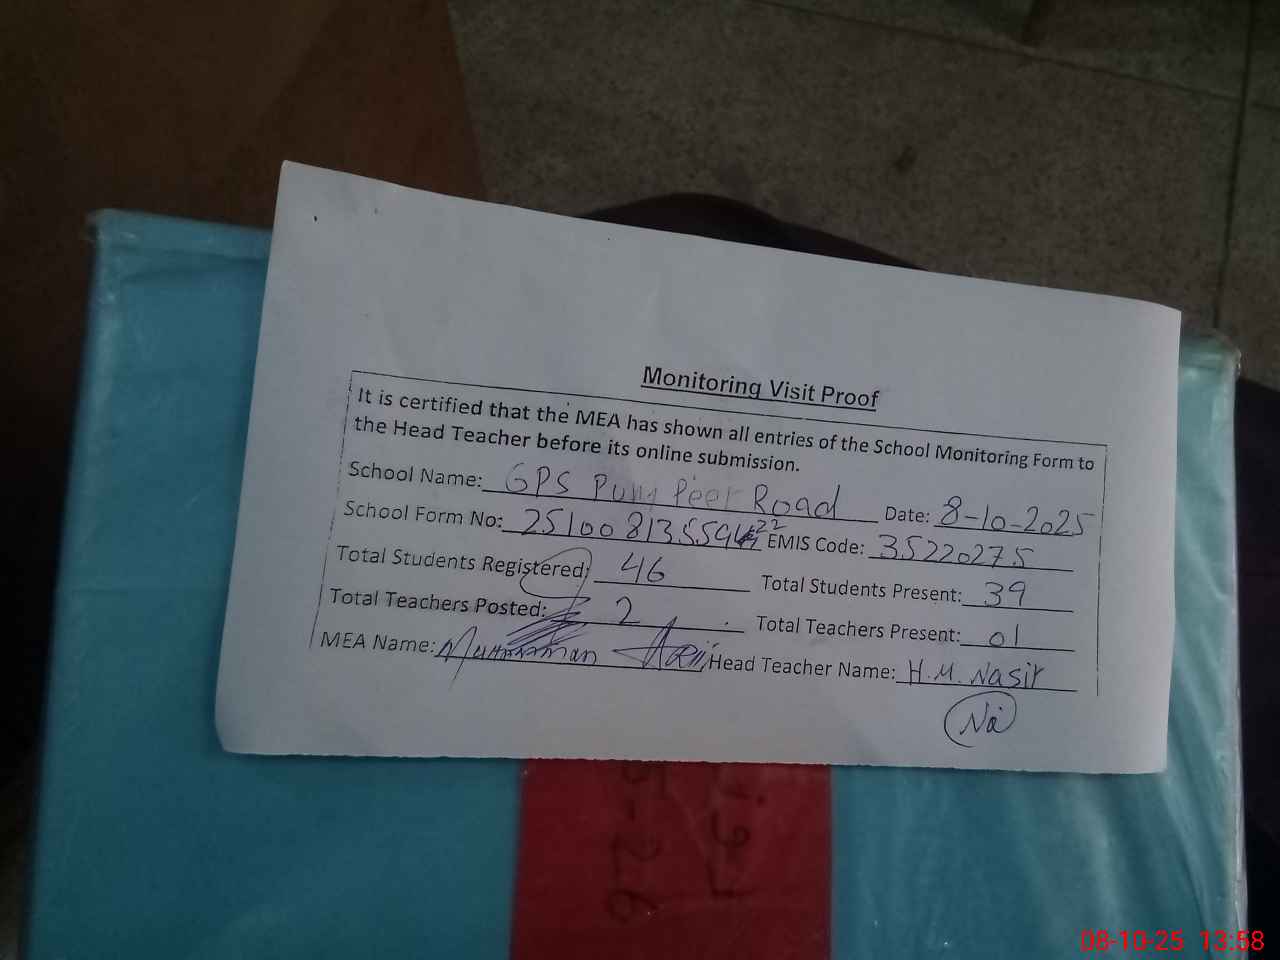 Monitoring Visit Proof
It is certified that the MEA has shown all entries of the School Monitoring Form to
the Head Teacher before its online submission.
School Name: GPS Peer Road Date: 8-10-2025
School Form No: EMIS Code: 35220275
Total Students Registered: 46 Total Students Present: 39
Total Teachers Posted: 2 Total Teachers Present: 01
MEA Name: Head Teacher Name: H.M. Nasir
08-10-25 13:58